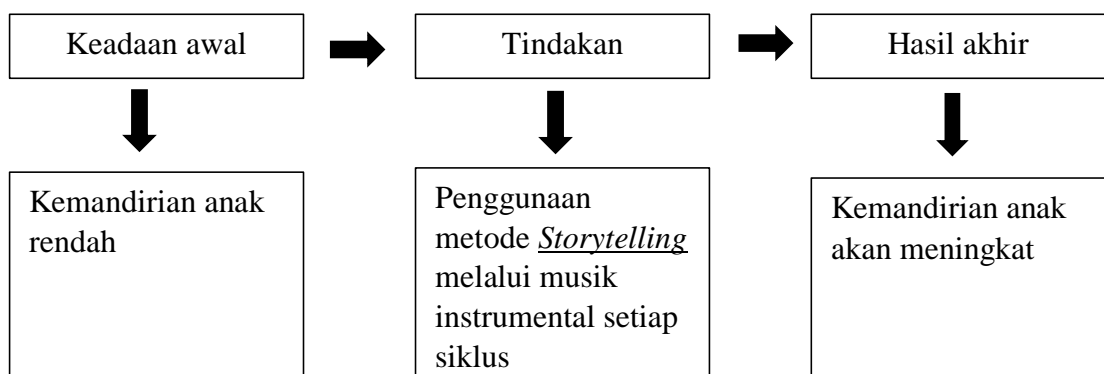 Keadaan awal
Tindakan
Hasil akhir
Kemandirian anak
rendah
Penggunaan
metode Storytelling
melalui musik
instrumental setiap
siklus
Kemandirian anak
akan meningkat